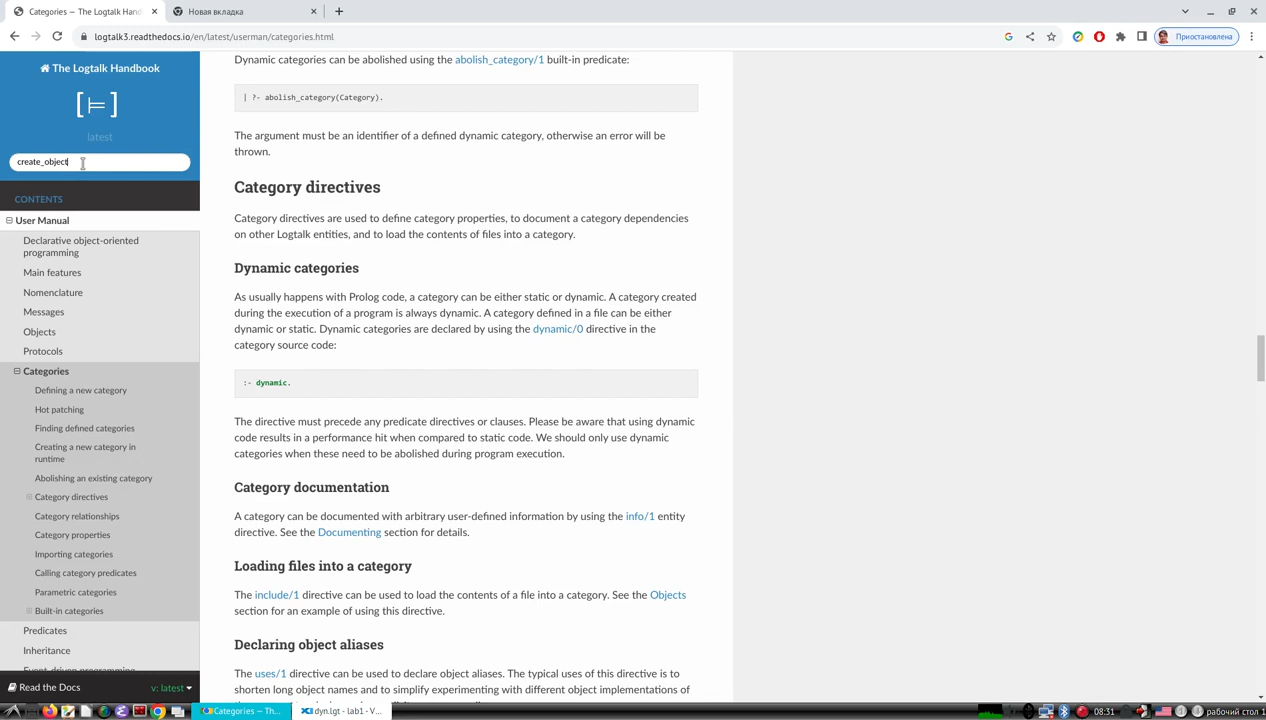 Categories — The Logtalk Hand
Новая вкладка
logtalk3.readthedocs.io/en/latest/userman/categories.html
Приостановлена
The Logtalk Handbook
latest
create_object
CONTENTS
User Manual
Declarative object-oriented
programming
Main features
Nomenclature
Messages
Objects
Protocols
Categories
Defining a new category
Hot patching
Finding defined categories
Creating a new category in
runtime
Abolishing an existing category
Category directives
Category relationships
Category properties
Importing categories
Calling category predicates
Parametric categories
Built-in categories
Predicates
Inheritance
Event-driven programming
Read the Docs
v: latest
Dynamic categories can be abolished using the abolish_category/1 built-in predicate:
| ?- abolish_category(Category).
The argument must be an identifier of a defined dynamic category, otherwise an error will be
thrown.
Category directives
Category directives are used to define category properties, to document a category dependencies
on other Logtalk entities, and to load the contents of files into a category.
Dynamic categories
As usually happens with Prolog code, a category can be either static or dynamic. A category created
during the execution of a program is always dynamic. A category defined in a file can be either
dynamic or static. Dynamic categories are declared by using the dynamic/0 directive in the
category source code:
:- dynamic.
The directive must precede any predicate directives or clauses. Please be aware that using dynamic
code results in a performance hit when compared to static code. We should only use dynamic
categories when these need to be abolished during program execution.
Category documentation
A category can be documented with arbitrary user-defined information by using the info/1 entity
directive. See the Documenting section for details.
Loading files into a category
The include/1 directive can be used to load the contents of a file into a category. See the Objects
section for an example of using this directive.
Declaring object aliases
The uses/1 directive can be used to declare object aliases. The typical uses of this directive is to
shorten long object names and to simplify experimenting with different object implementations of
Categories — Th...
dyn.lgt - lab1 - V...
08:31
рабочий стол 1